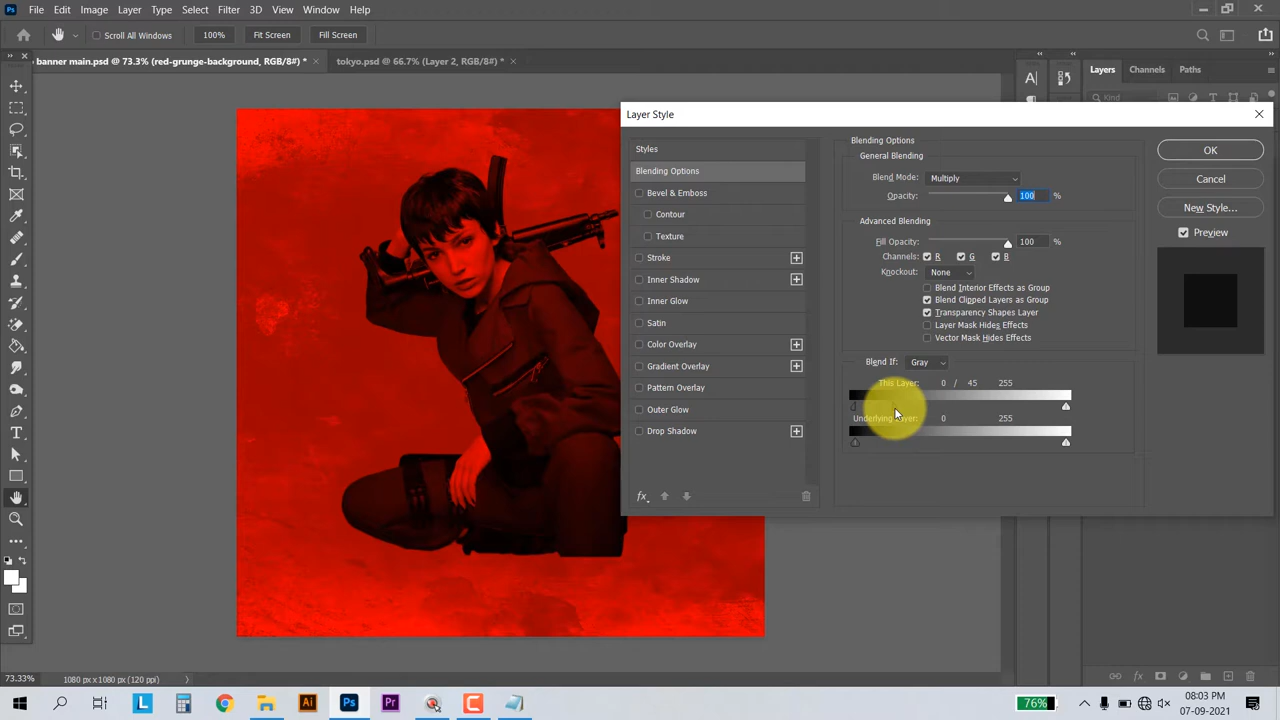 Ps File Edit Image Layer Type Select Filter 3D View Window Help
Scroll All Windows 100% Fit Screen Fill Screen
banner main.psd @ 73.3% (red-grunge-background, RGB/8#) * × tokyo.psd @ 66.7% (Layer 2, RGB/8#) * ×
Layers Channels Paths
Kind
Layer Style
Styles
Blending Options
Bevel & Emboss
Contour
Texture
Stroke
Inner Shadow
Inner Glow
Satin
Color Overlay
Gradient Overlay
Pattern Overlay
Outer Glow
Drop Shadow
fx
Blending Options
General Blending
Blend Mode: Multiply
Opacity: 100 %
Advanced Blending
Fill Opacity: 100 %
Channels: R G B
Knockout: None
Blend Interior Effects as Group
Blend Clipped Layers as Group
Transparency Shapes Layer
Layer Mask Hides Effects
Vector Mask Hides Effects
Blend If: Gray
This Layer: 0 / 45 255
Underlying Layer: 0 255
OK
Cancel
New Style...
Preview
73.33% 1080 px x 1080 px (120 ppi)
fx
L Ai Ps Pr C
76%
08:03 PM
07-09-2021